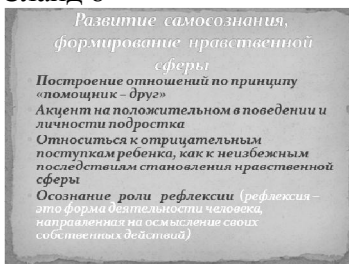 Слайд 6
Развитие самосознания,
формирование нравственной
сферы
Построение отношений по принципу
«помощник – друг»
Акцент на положительном в поведении и
личности подростка
Относиться к отрицательным
поступкам ребенка, как к неизбежным
последствиям становления нравственной
сферы
Осознание роли рефлексии (рефлексия –
это форма деятельности человека,
направленная на осмысление своих
собственных действий)